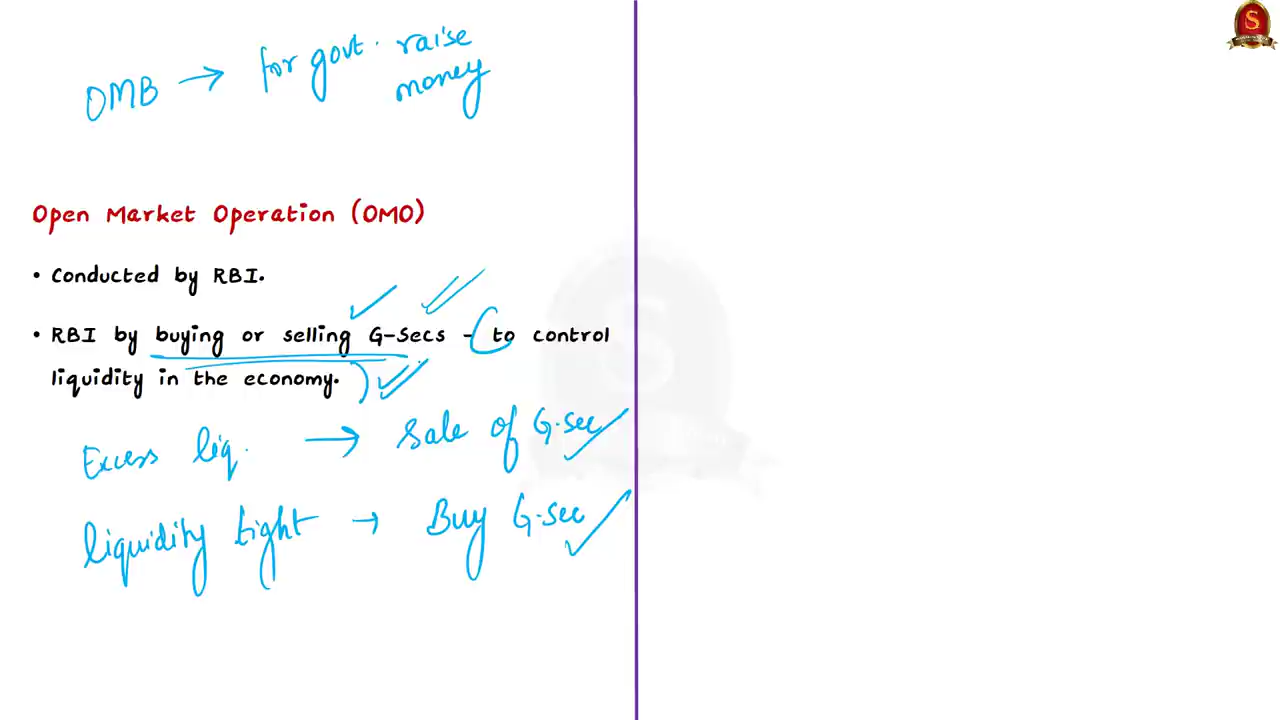 OMB → for govt. raise
money
Open Market Operation (OMO)
• Conducted by RBI.
• RBI by buying or selling G-Secs - to control
liquidity in the economy.
Excess liq. → Sale of G.Sec
liquidity tight → Buy G.Sec
S